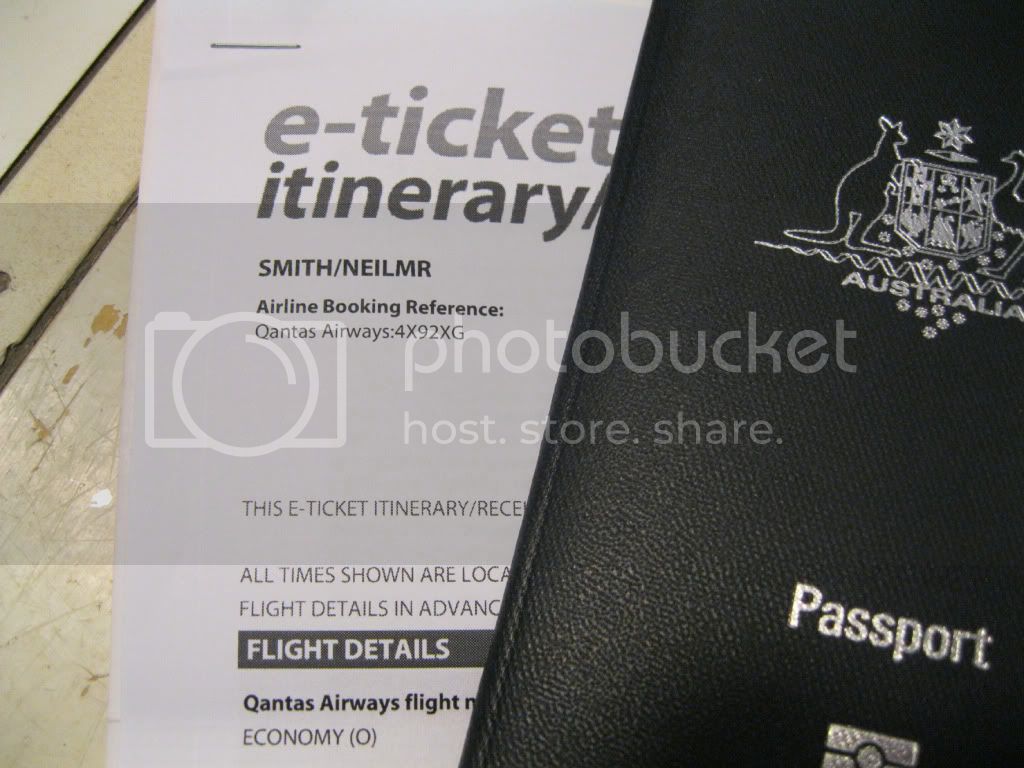 e-ticket
itinerary/
SMITH/NEILMR
Airline Booking Reference:
Qantas Airways:4X92XG
THIS E-TICKET ITINERARY/RECEI
ALL TIMES SHOWN ARE LOCA
FLIGHT DETAILS IN ADVANC
FLIGHT DETAILS
Qantas Airways flight n
ECONOMY (O)
AUSTRALIA
Passport
photobucket
host. store. share.